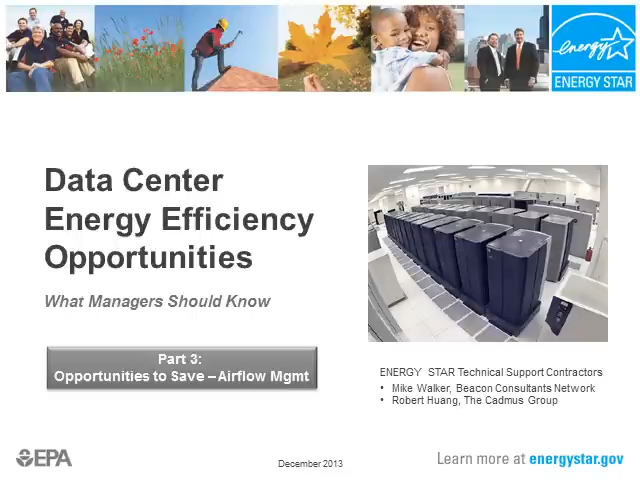 energy
ENERGY STAR
Data Center
Energy Efficiency
Opportunities
What Managers Should Know
Part 3:
Opportunities to Save – Airflow Mgmt
ENERGY STAR Technical Support Contractors
• Mike Walker, Beacon Consultants Network
• Robert Huang, The Cadmus Group
EPA
December 2013
Learn more at energystar.gov